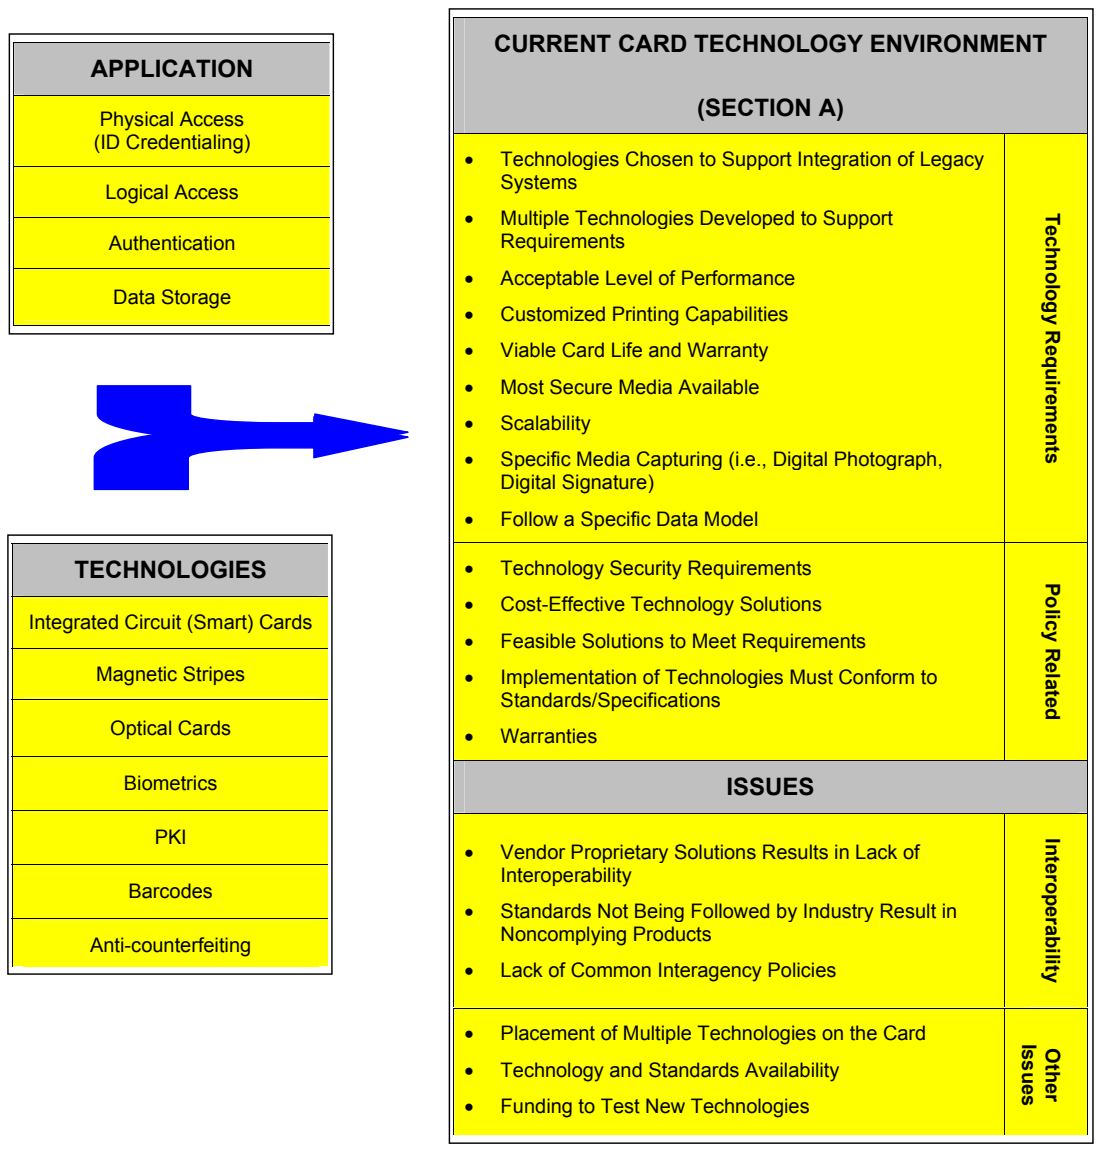 APPLICATION
Physical Access
(ID Credentialing)
Logical Access
Authentication
Data Storage
TECHNOLOGIES
Integrated Circuit (Smart) Cards
Magnetic Stripes
Optical Cards
Biometrics
PKI
Barcodes
Anti-counterfeiting
CURRENT CARD TECHNOLOGY ENVIRONMENT
(SECTION A)
• Technologies Chosen to Support Integration of Legacy
Systems
• Multiple Technologies Developed to Support
Requirements
• Acceptable Level of Performance
• Customized Printing Capabilities
• Viable Card Life and Warranty
• Most Secure Media Available
• Scalability
• Specific Media Capturing (i.e., Digital Photograph,
Digital Signature)
• Follow a Specific Data Model
Technology Requirements
• Technology Security Requirements
• Cost-Effective Technology Solutions
• Feasible Solutions to Meet Requirements
• Implementation of Technologies Must Conform to
Standards/Specifications
• Warranties
Policy Related
ISSUES
• Vendor Proprietary Solutions Results in Lack of
Interoperability
• Standards Not Being Followed by Industry Result in
Noncomplying Products
• Lack of Common Interagency Policies
Interoperability
• Placement of Multiple Technologies on the Card
• Technology and Standards Availability
• Funding to Test New Technologies
Other
Issues